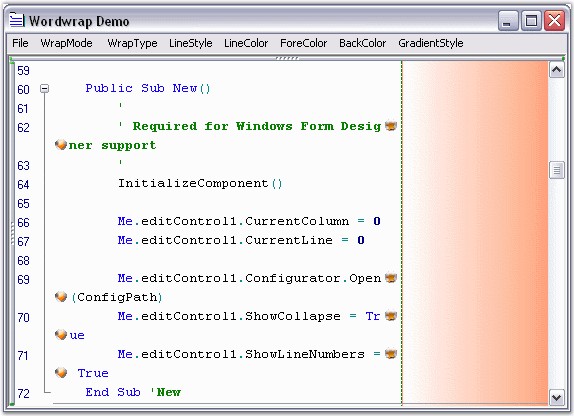 Wordwrap Demo
File WrapMode WrapType LineStyle LineColor ForeColor BackColor GradientStyle
59
60 Public Sub New()
61 '
62 ' Required for Windows Form Desig
ner support
63 '
64 InitializeComponent()
65
66 Me.editControl1.CurrentColumn = 0
67 Me.editControl1.CurrentLine = 0
68
69 Me.editControl1.Configurator.Open
(ConfigPath)
70 Me.editControl1.ShowCollapse = Tr
ue
71 Me.editControl1.ShowLineNumbers =
True
72 End Sub 'New